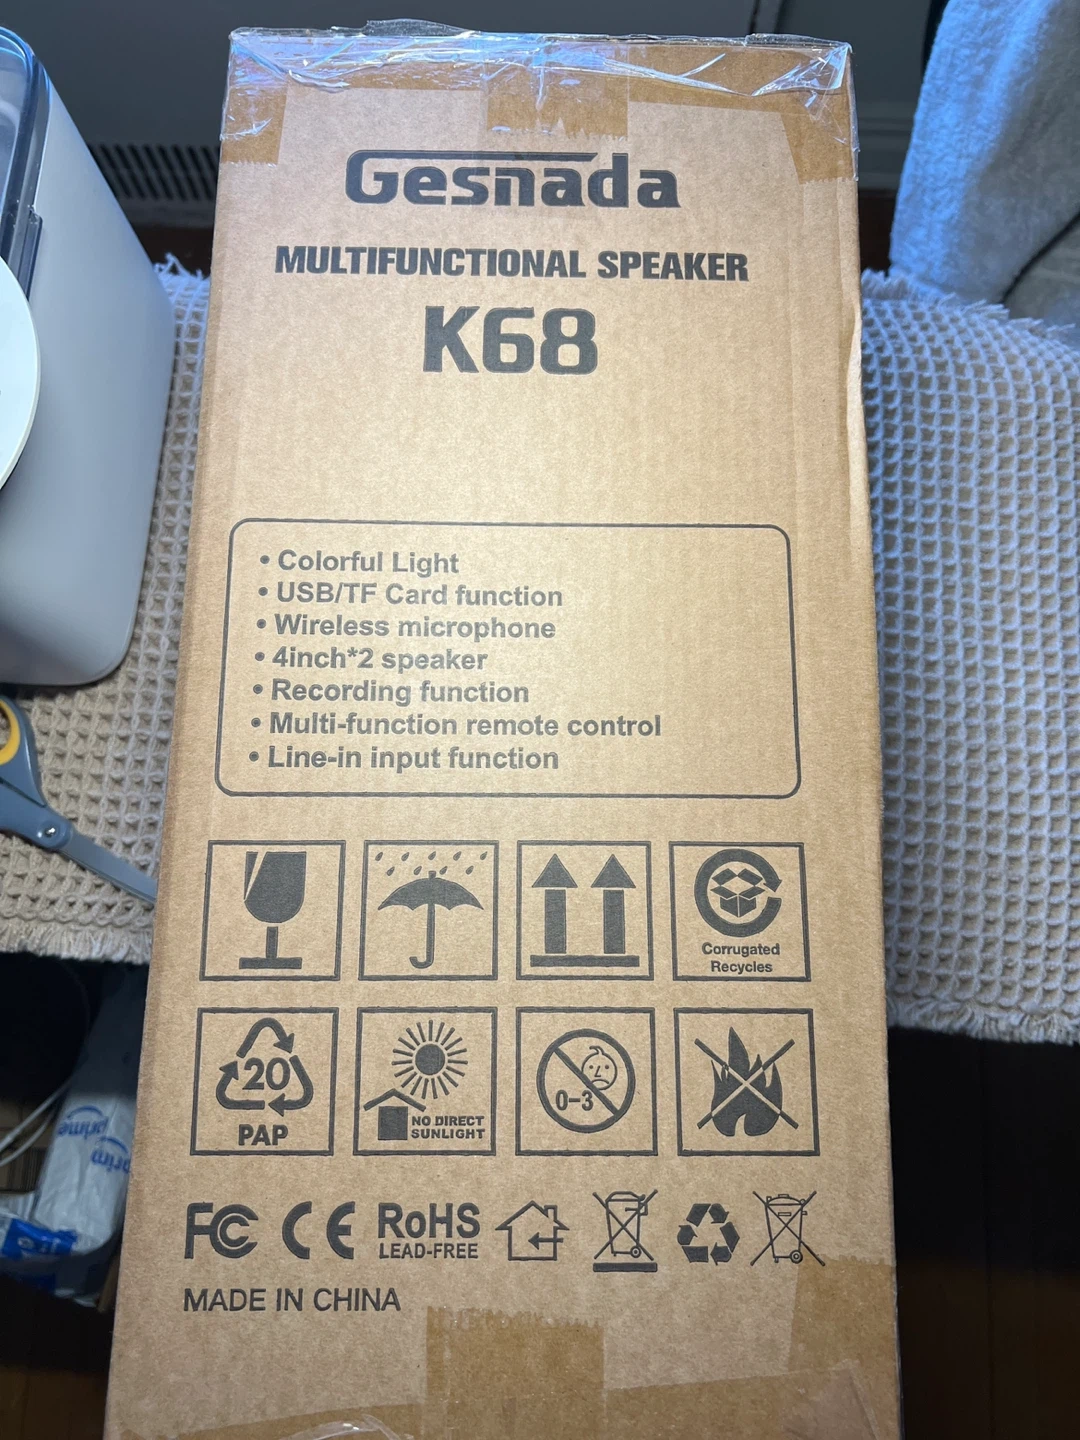 Gesnada
MULTIFUNCTIONAL SPEAKER
K68
• Colorful Light
• USB/TF Card function
• Wireless microphone
• 4inch*2 speaker
• Recording function
• Multi-function remote control
• Line-in input function
Corrugated
Recycles
20
PAP
NO DIRECT
SUNLIGHT
0-3
FC CE RoHS
LEAD-FREE
MADE IN CHINA
prime
prim